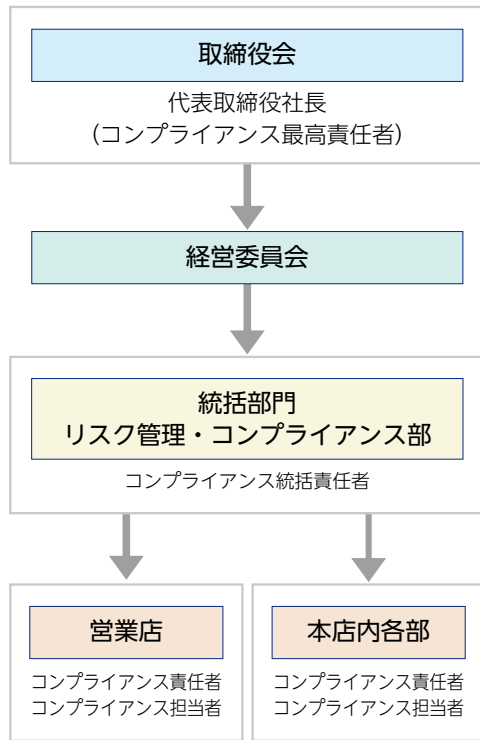 取締役会
代表取締役社長
（コンプライアンス最高責任者）
経営委員会
統括部門
リスク管理・コンプライアンス部
コンプライアンス統括責任者
営業店
コンプライアンス責任者
コンプライアンス担当者
本店内各部
コンプライアンス責任者
コンプライアンス担当者